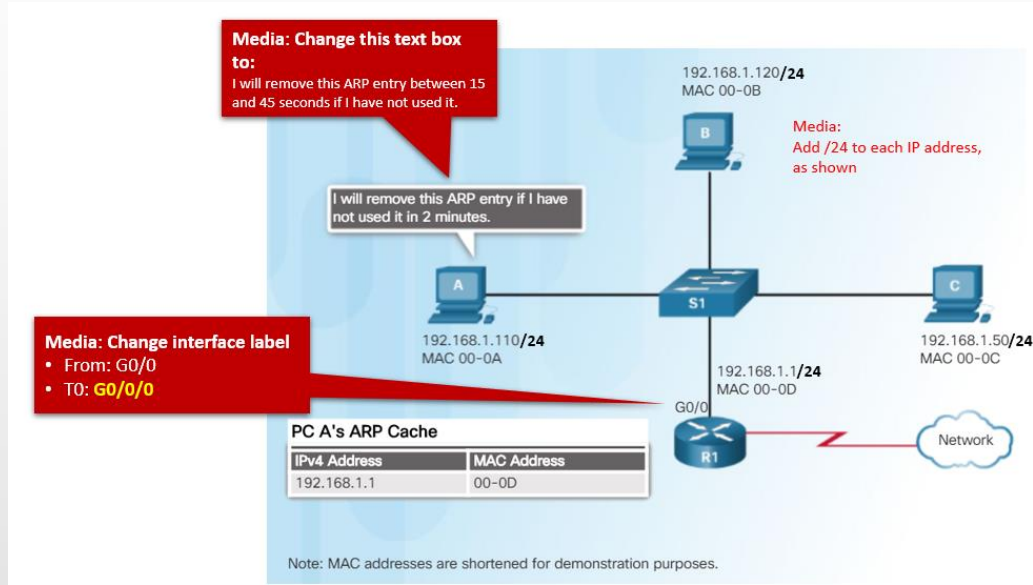 Media: Change this text box
to:
I will remove this ARP entry between 15
and 45 seconds if I have not used it.
192.168.1.120/24
MAC 00-0B
B
Media:
Add /24 to each IP address,
as shown
I will remove this ARP entry if I have
not used it in 2 minutes.
A
192.168.1.110/24
MAC 00-0A
S1
C
192.168.1.50/24
MAC 00-0C
Media: Change interface label
• From: G0/0
• T0: G0/0/0
192.168.1.1/24
MAC 00-0D
G0/0
R1
Network
PC A's ARP Cache
IPv4 Address MAC Address
192.168.1.1 00-0D
Note: MAC addresses are shortened for demonstration purposes.